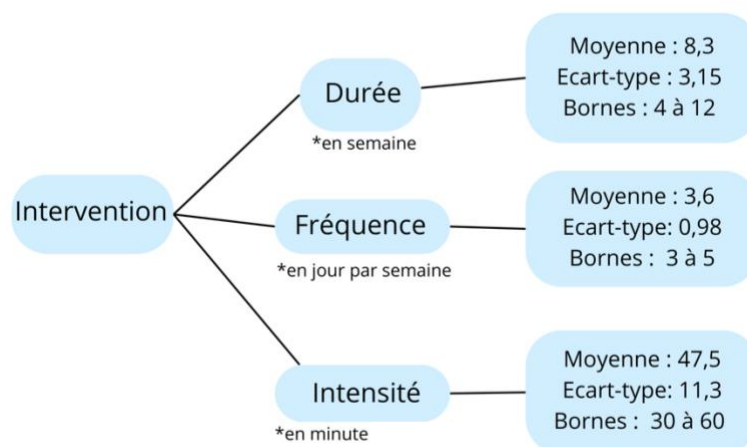 Intervention
Durée
*en semaine
Moyenne : 8,3
Ecart-type : 3,15
Bornes : 4 à 12
Fréquence
*en jour par semaine
Moyenne : 3,6
Ecart-type: 0,98
Bornes :  3 à 5
Intensité
*en minute
Moyenne : 47,5
Ecart-type: 11,3
Bornes :  30 à 60